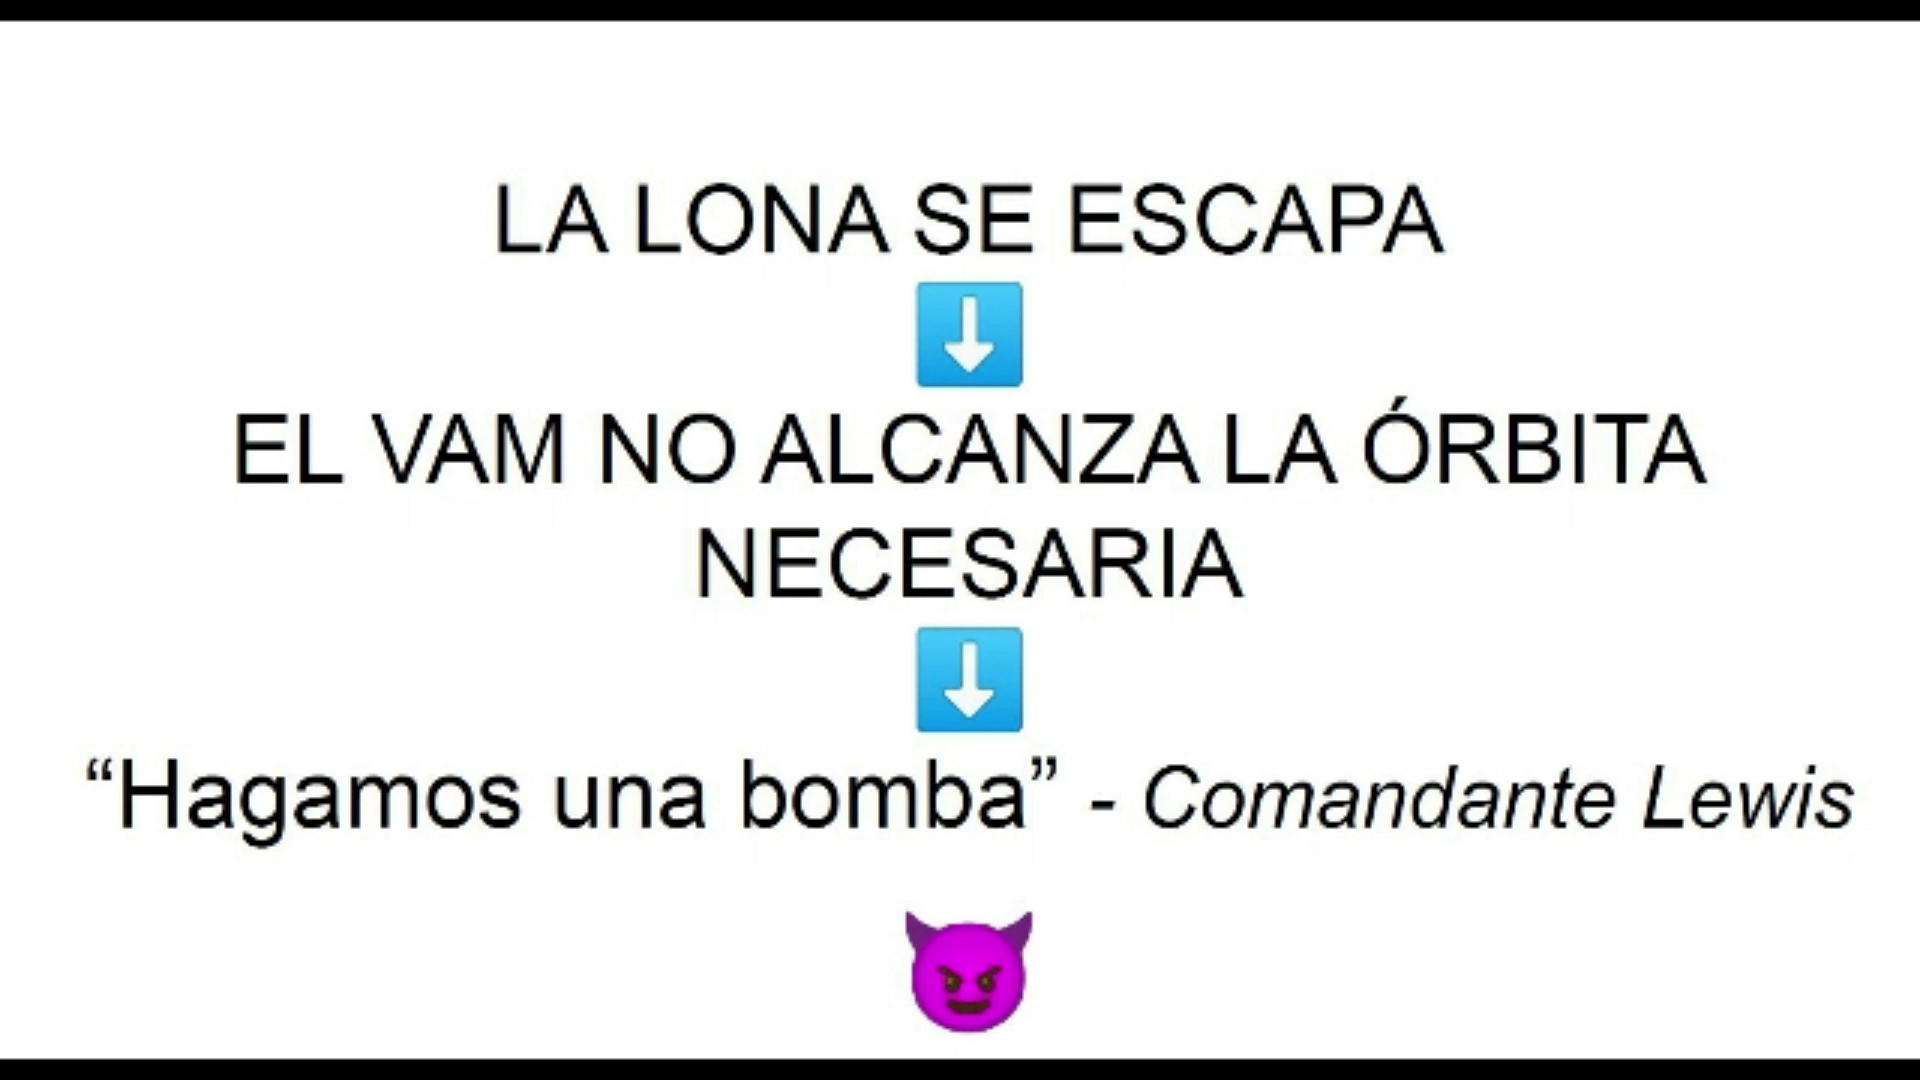 LA LONA SE ESCAPA
EL VAM NO ALCANZA LA ÓRBITA
NECESARIA
“Hagamos una bomba” - Comandante Lewis